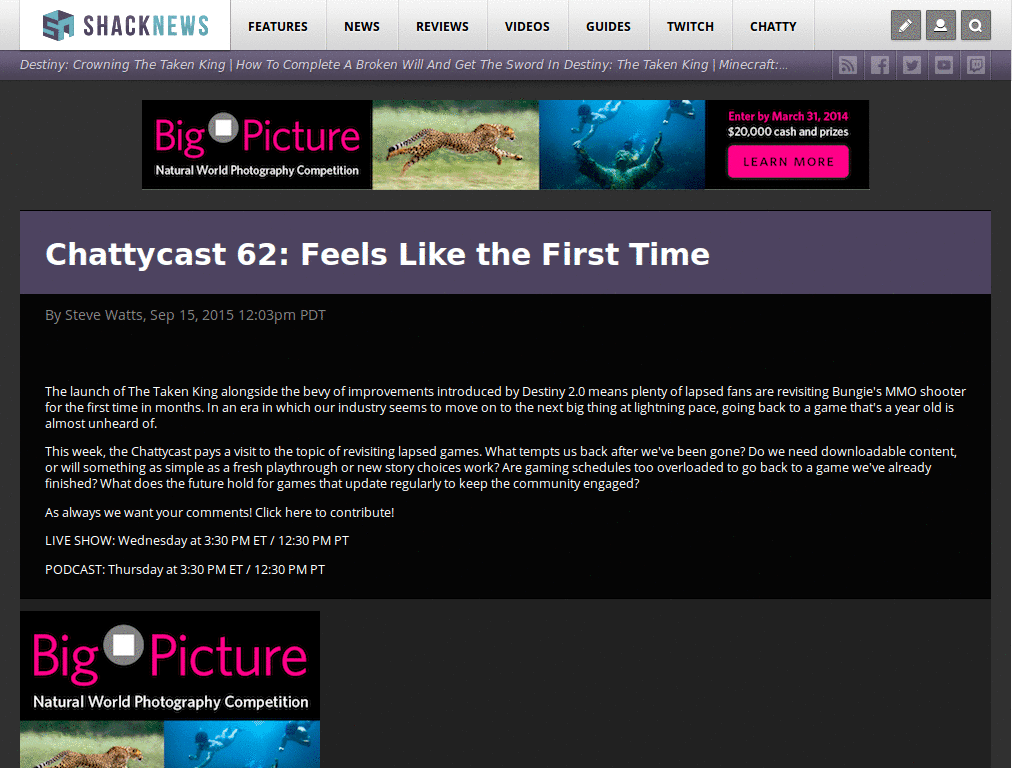 SHACKNEWS
FEATURES NEWS REVIEWS VIDEOS GUIDES TWITCH CHATTY
Destiny: Crowning The Taken King | How To Complete A Broken Will And Get The Sword In Destiny: The Taken King | Minecraft:...
Big Picture
Natural World Photography Competition
Enter by March 31, 2014
$20,000 cash and prizes
LEARN MORE
Chattycast 62: Feels Like the First Time
By Steve Watts, Sep 15, 2015 12:03pm PDT
The launch of The Taken King alongside the bevy of improvements introduced by Destiny 2.0 means plenty of lapsed fans are revisiting Bungie's MMO shooter
for the first time in months. In an era in which our industry seems to move on to the next big thing at lightning pace, going back to a game that's a year old is
almost unheard of.
This week, the Chattycast pays a visit to the topic of revisiting lapsed games. What tempts us back after we've been gone? Do we need downloadable content,
or will something as simple as a fresh playthrough or new story choices work? Are gaming schedules too overloaded to go back to a game we've already
finished? What does the future hold for games that update regularly to keep the community engaged?
As always we want your comments! Click here to contribute!
LIVE SHOW: Wednesday at 3:30 PM ET / 12:30 PM PT
PODCAST: Thursday at 3:30 PM ET / 12:30 PM PT
Big Picture
Natural World Photography Competition